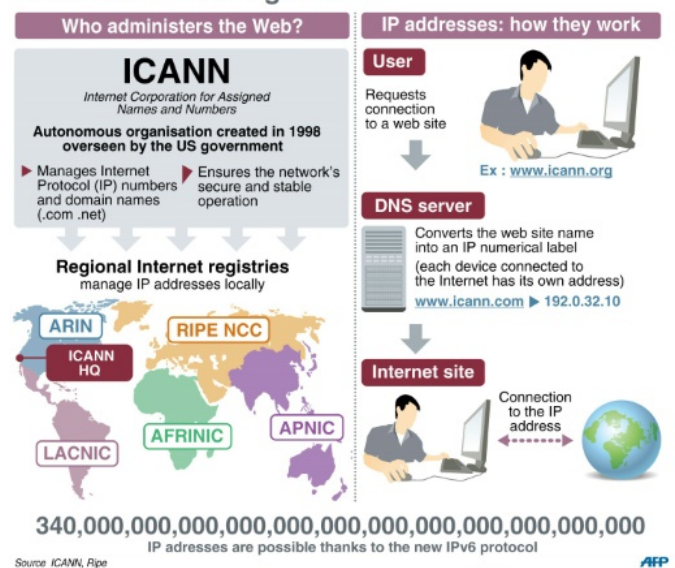 Who administers the Web?
ICANN
Internet Corporation for Assigned
Names and Numbers
Autonomous organisation created in 1998
overseen by the US government
Manages Internet
Protocol (IP) numbers
and domain names
(.com .net)
Ensures the network's
secure and stable
operation
Regional Internet registries
manage IP addresses locally
ARIN
RIPE NCC
ICANN
HQ
AFRINIC
APNIC
LACNIC
IP addresses: how they work
User
Requests
connection
to a web site
Ex : www.icann.org
DNS server
Converts the web site name
into an IP numerical label
(each device connected to
the Internet has its own address)
www.icann.com 192.0.32.10
Internet site
Connection
to the IP
address
340,000,000,000,000,000,000,000,000,000,000,000,000
IP adresses are possible thanks to the new IPv6 protocol
Source ICANN, Ripe
AFP